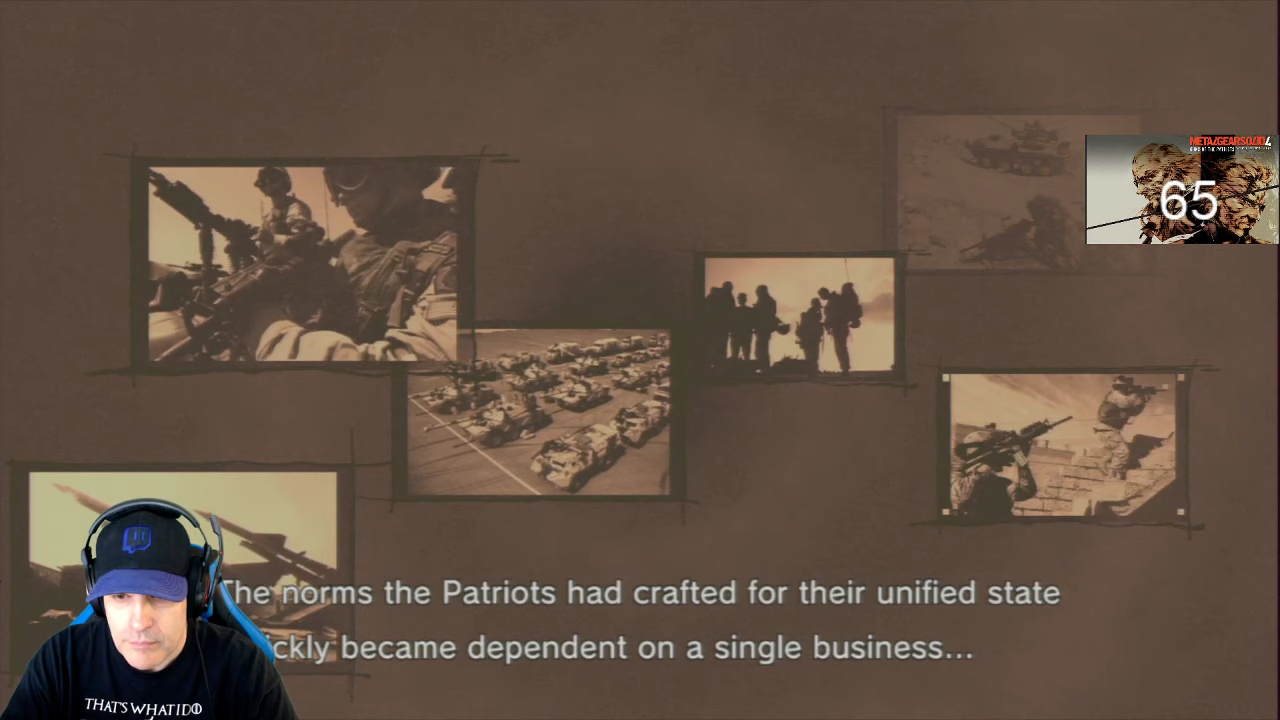 METAL GEAR SOLID 4
65
The norms the Patriots had crafted for their unified state
ickly became dependent on a single business...
THAT'S WHAT I DO